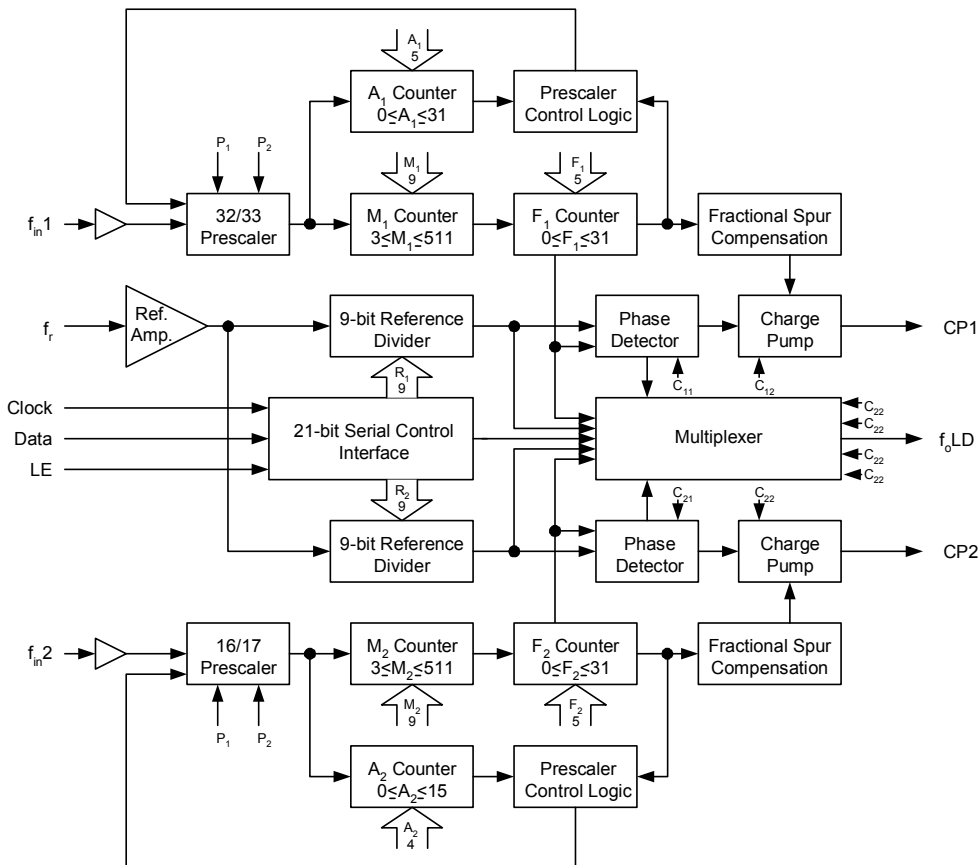 A₁
5
A₁ Counter
0≤A₁≤31
Prescaler
Control Logic
P₁
P₂
M₁
9
F₁
5
fᵢₙ1
32/33
Prescaler
M₁ Counter
3≤M₁≤511
F₁ Counter
0≤F₁≤31
Fractional Spur
Compensation
fᵣ
Ref.
Amp.
9-bit Reference
Divider
Phase
Detector
Charge
Pump
CP1
R₁
9
C₁₁
C₁₂
Clock
Data
LE
21-bit Serial Control
Interface
Multiplexer
C₂₂
C₂₂
fₒLD
C₂₂
C₂₂
R₂
9
C₂₁
C₂₂
9-bit Reference
Divider
Phase
Detector
Charge
Pump
CP2
fᵢₙ2
16/17
Prescaler
M₂ Counter
3≤M₂≤511
F₂ Counter
0≤F₂≤31
Fractional Spur
Compensation
P₁
P₂
M₂
9
F₂
5
A₂ Counter
0≤A₂≤15
Prescaler
Control Logic
A₂
4